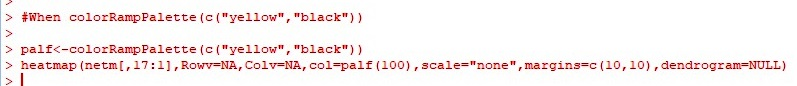 > #When colorRampPalette(c("yellow","black"))
>
> palf<-colorRampPalette(c("yellow","black"))
> heatmap(netm[,17:1],Rowv=NA,Colv=NA,col=palf(100),scale="none",margins=c(10,10),dendrogram=NULL)
>